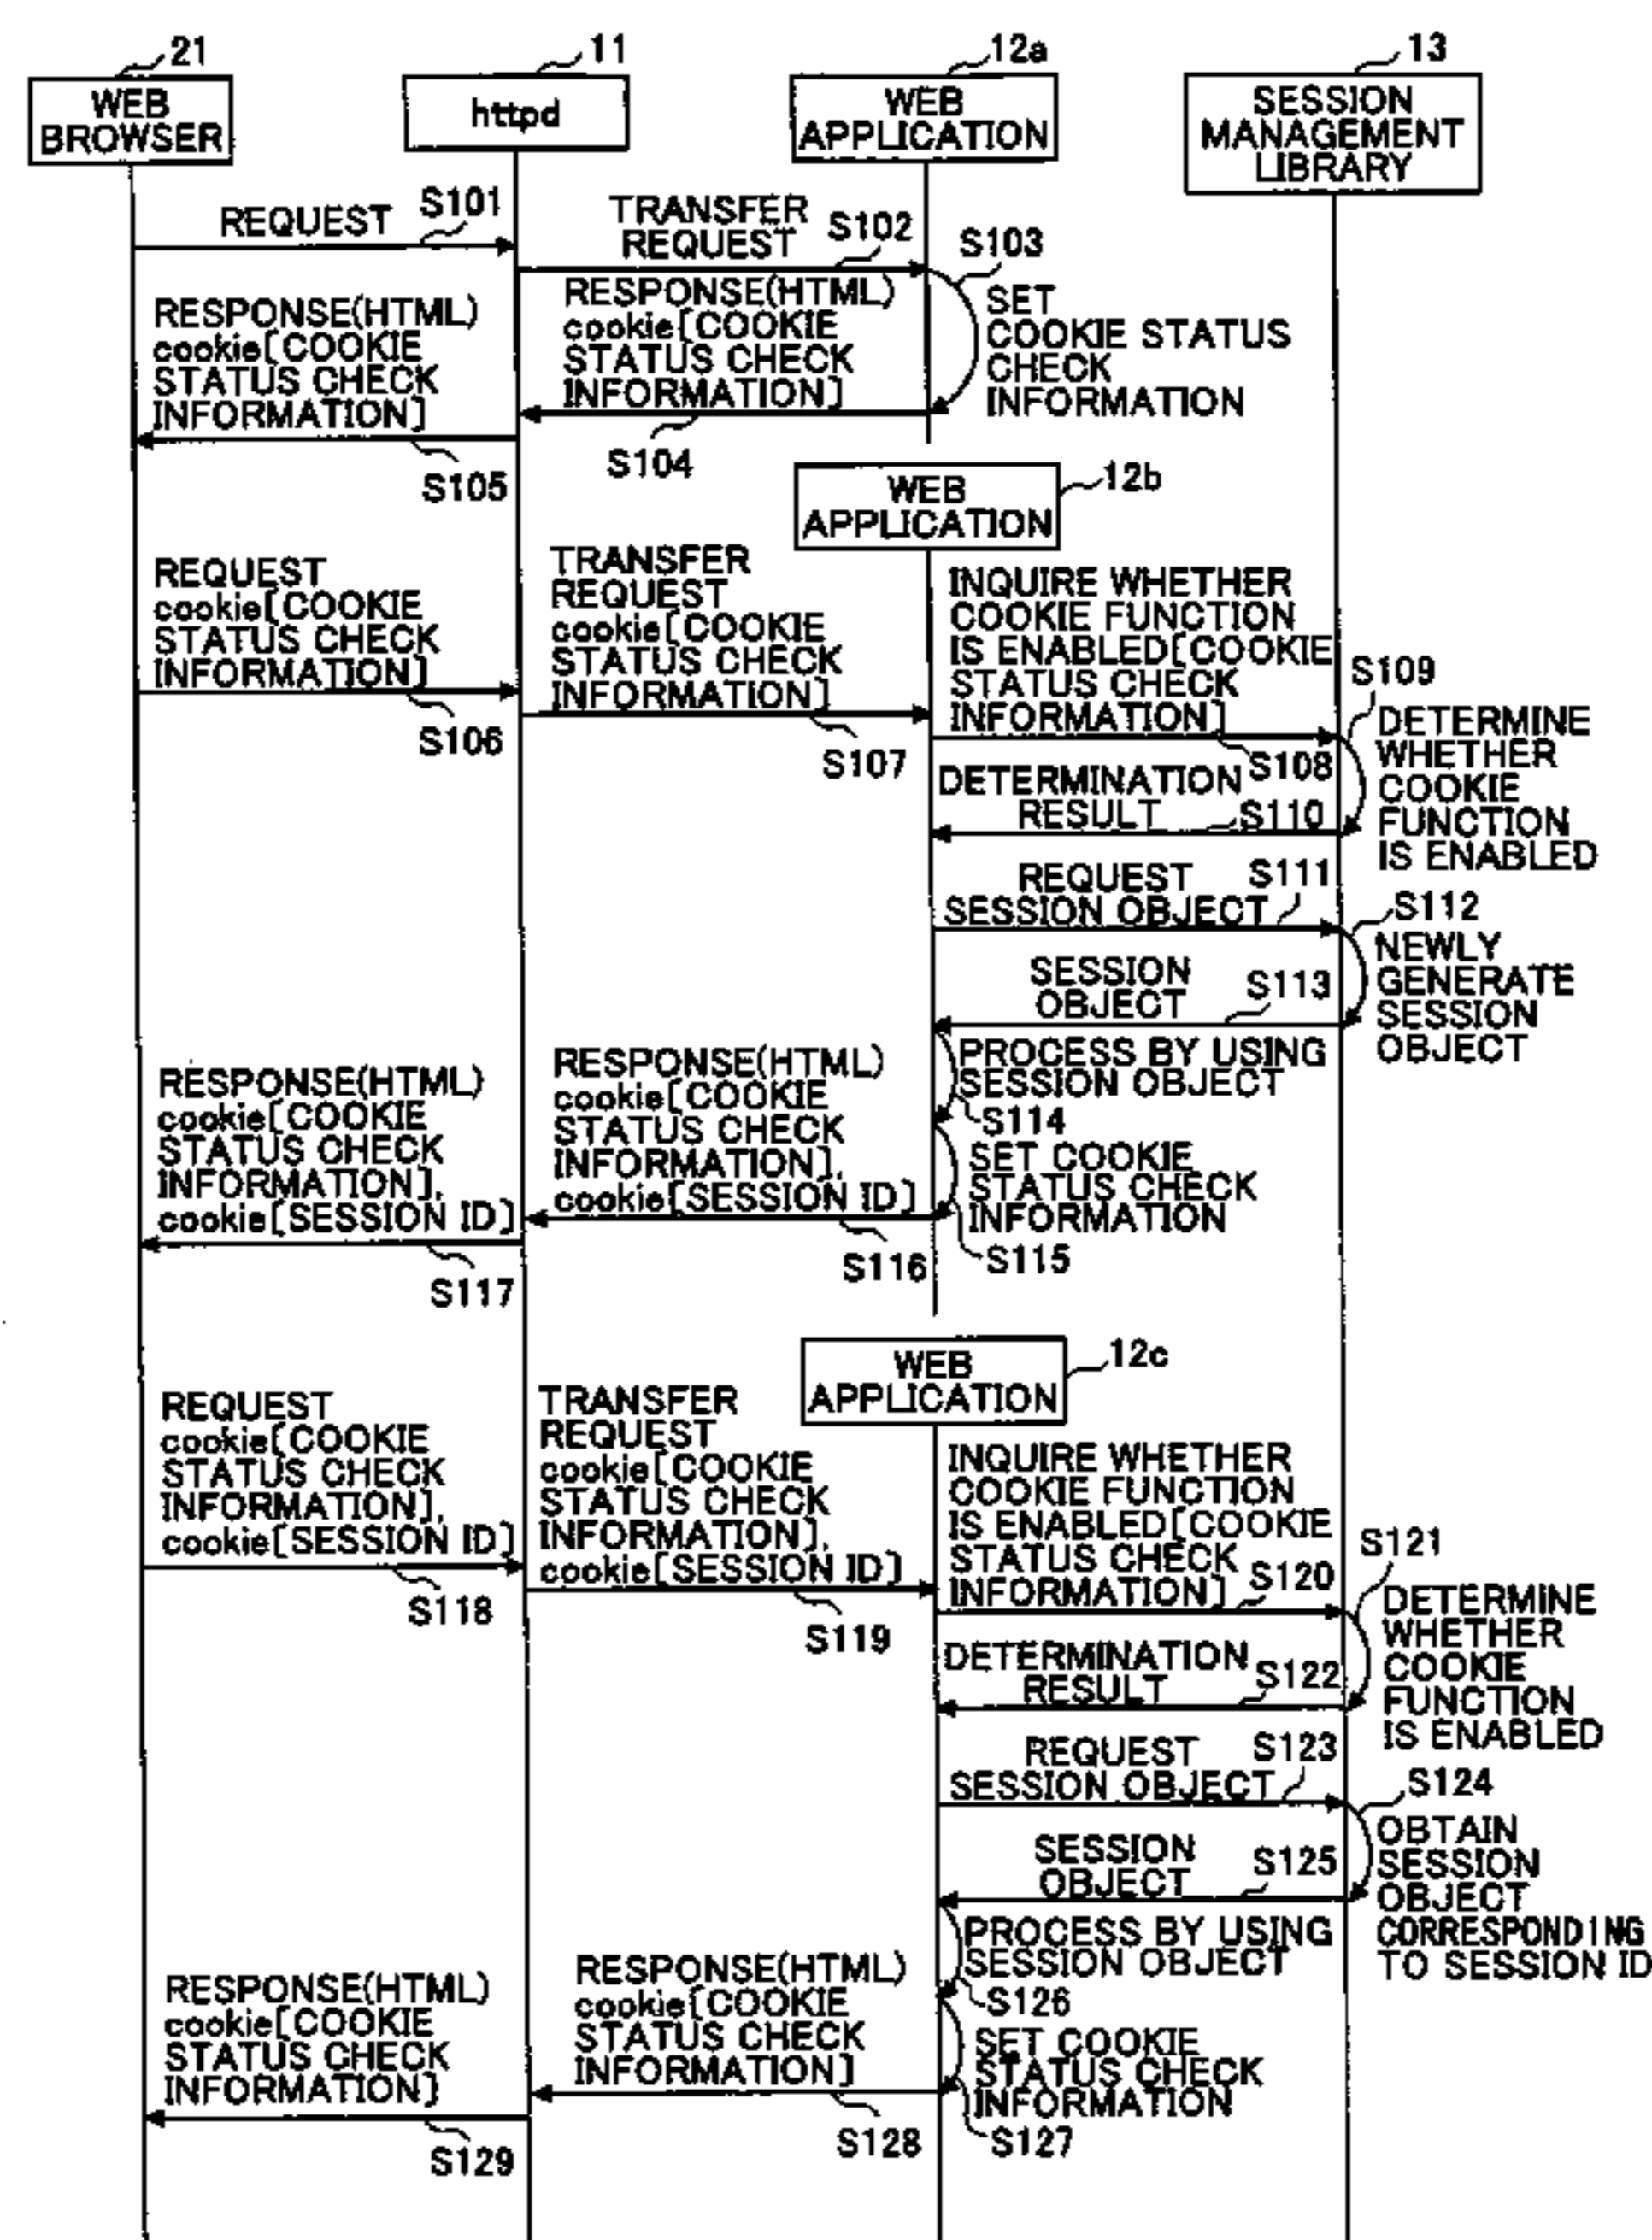 21
11
12a
13
WEB
BROWSER
httpd
WEB
APPLICATION
SESSION
MANAGEMENT
LIBRARY
REQUEST
S101
TRANSFER
REQUEST
S102
S103
SET
COOKIE STATUS
CHECK
INFORMATION
RESPONSE(HTML)
cookie[COOKIE
STATUS CHECK
INFORMATION]
S104
RESPONSE(HTML)
cookie[COOKIE
STATUS CHECK
INFORMATION]
S105
WEB
APPLICATION
12b
REQUEST
cookie[COOKIE
STATUS CHECK
INFORMATION]
S106
TRANSFER
REQUEST
cookie[COOKIE
STATUS CHECK
INFORMATION]
S107
INQUIRE WHETHER
COOKIE FUNCTION
IS ENABLED[COOKIE
STATUS CHECK
INFORMATION]
S108
S109
DETERMINE
WHETHER
COOKIE
FUNCTION
IS ENABLED
DETERMINATION
RESULT
S110
REQUEST
SESSION OBJECT
S111
S112
NEWLY
GENERATE
SESSION
OBJECT
SESSION
OBJECT
S113
PROCESS BY USING
SESSION OBJECT
S114
SET COOKIE
STATUS CHECK
INFORMATION
S115
RESPONSE(HTML)
cookie[COOKIE
STATUS CHECK
INFORMATION],
cookie[SESSION ID]
S116
RESPONSE(HTML)
cookie[COOKIE
STATUS CHECK
INFORMATION],
cookie[SESSION ID]
S117
WEB
APPLICATION
12c
REQUEST
cookie[COOKIE
STATUS CHECK
INFORMATION],
cookie[SESSION ID]
S118
TRANSFER
REQUEST
cookie[COOKIE
STATUS CHECK
INFORMATION],
cookie[SESSION ID]
S119
INQUIRE WHETHER
COOKIE FUNCTION
IS ENABLED[COOKIE
STATUS CHECK
INFORMATION]
S120
S121
DETERMINE
WHETHER
COOKIE
FUNCTION
IS ENABLED
DETERMINATION
RESULT
S122
REQUEST
SESSION OBJECT
S123
S124
OBTAIN
SESSION
OBJECT
CORRESPONDING
TO SESSION ID
SESSION
OBJECT
S125
PROCESS BY USING
SESSION OBJECT
S126
SET COOKIE
STATUS CHECK
INFORMATION
S127
RESPONSE(HTML)
cookie[COOKIE
STATUS CHECK
INFORMATION]
S128
RESPONSE(HTML)
cookie[COOKIE
STATUS CHECK
INFORMATION]
S129